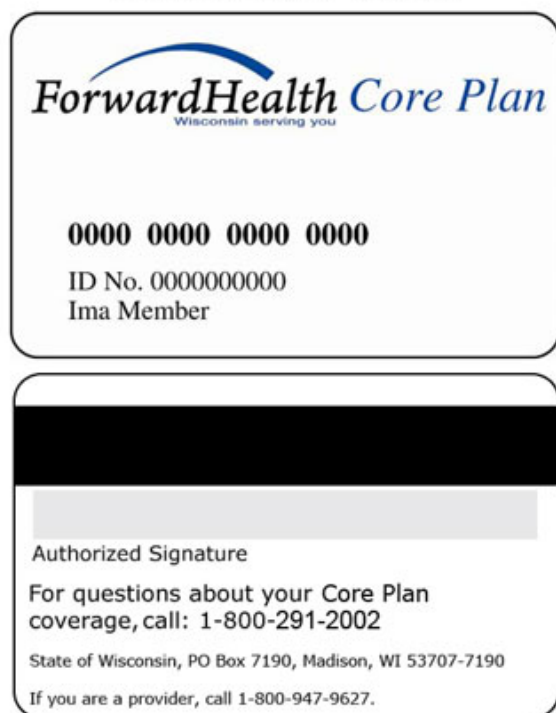 ForwardHealth Core Plan
Wisconsin serving you
0000 0000 0000 0000
ID No. 0000000000
Ima Member
Authorized Signature
For questions about your Core Plan
coverage, call: 1-800-291-2002
State of Wisconsin, PO Box 7190, Madison, WI 53707-7190
If you are a provider, call 1-800-947-9627.